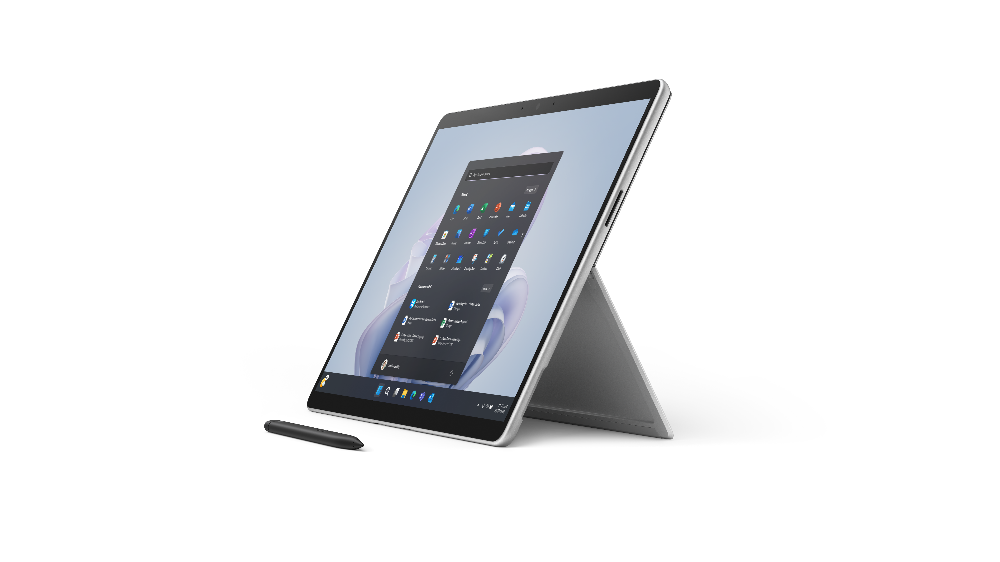 Type here to search
Pinned
All apps
Edge
Word
Excel
PowerPoint
Mail
Calendar
Microsoft Store
Photos
OneNote
Phone Link
To Do
OneDrive
Calculator
Utilities
Whiteboard
Snipping Tool
Contoso
Clock
Recommended
More
Get Started
Welcome to Windows
Marketing Plan - Contoso Suites
17m ago
The Customer Journey - Contoso Suites
2h ago
Contoso Budget Proposal
12h ago
Contoso Suites - Denver Property...
Yesterday at 4:24 PM
Contoso Suites - Marketing...
Yesterday at 1:15 PM
Camille Tremblay
11:11 AM
10/27/2022